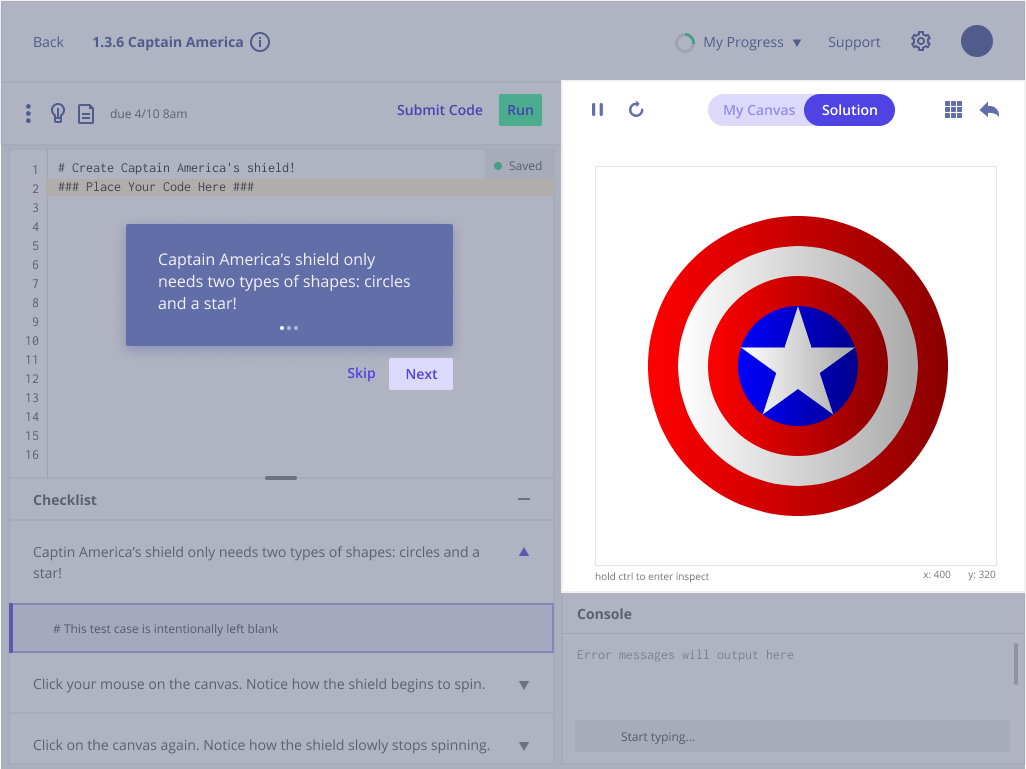 Back
1.3.6 Captain America
i
My Progress
Support
due 4/10 8am
Submit Code
Run
My Canvas
Solution
1
# Create Captain America's shield!
Saved
2
### Place Your Code Here ###
3
4
5
6
7
8
9
10
11
12
13
14
15
16
Captain America’s shield only
needs two types of shapes: circles
and a star!
Skip
Next
hold ctrl to enter inspect
x: 400
y: 320
Checklist
Captin America’s shield only needs two types of shapes: circles and a
star!
# This test case is intentionally left blank
Click your mouse on the canvas. Notice how the shield begins to spin.
Click on the canvas again. Notice how the shield slowly stops spinning.
Console
Error messages will output here
Start typing...